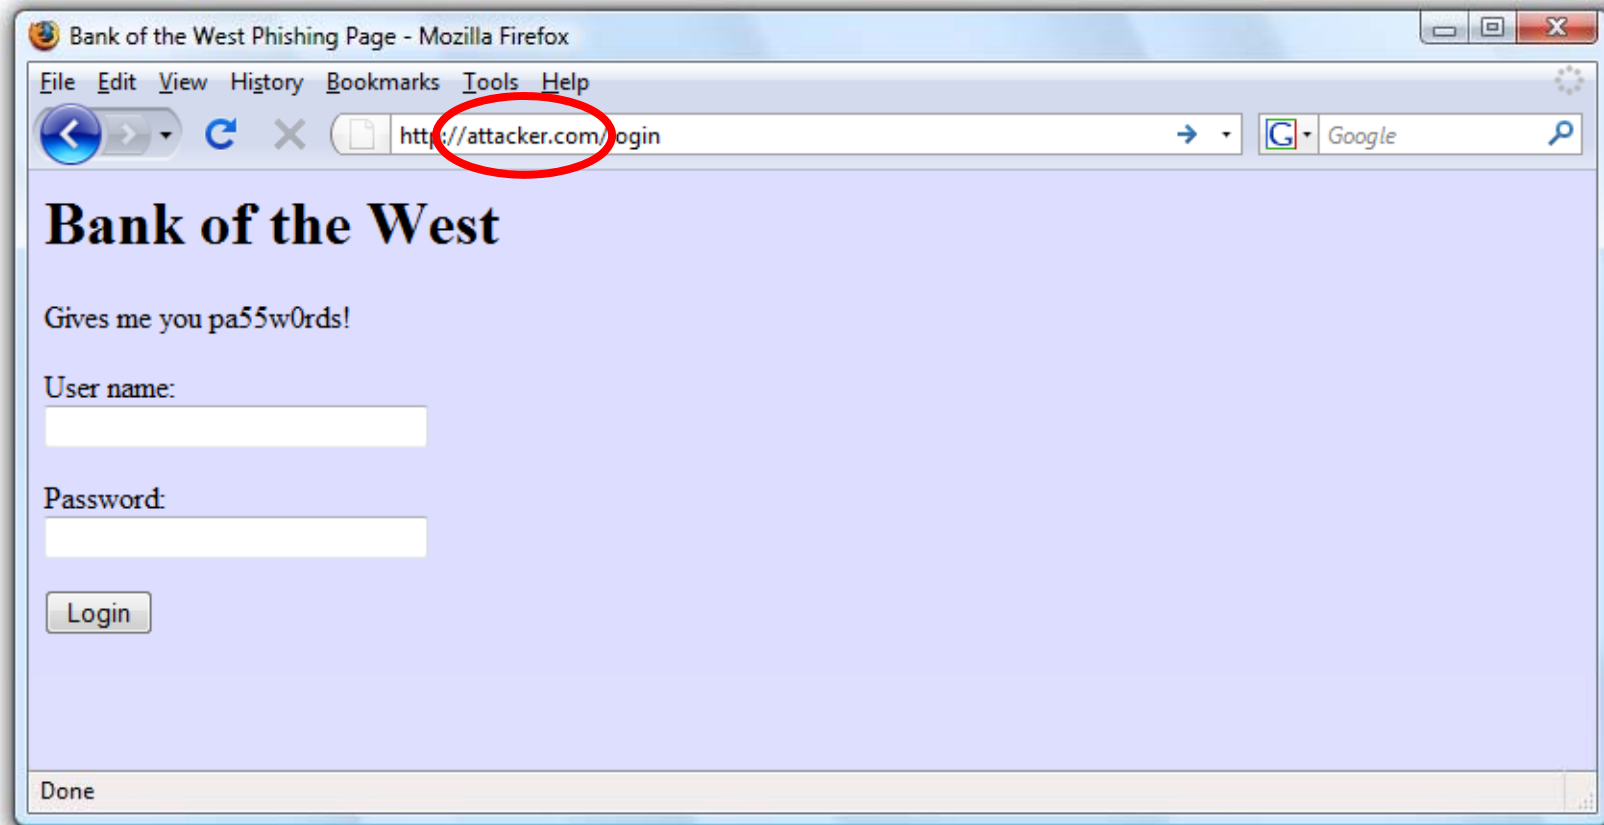 Bank of the West Phishing Page - Mozilla Firefox
File Edit View History Bookmarks Tools Help
http://attacker.com/login
G Google
Bank of the West
Gives me you pa55w0rds!
User name:
Password:
Login
Done